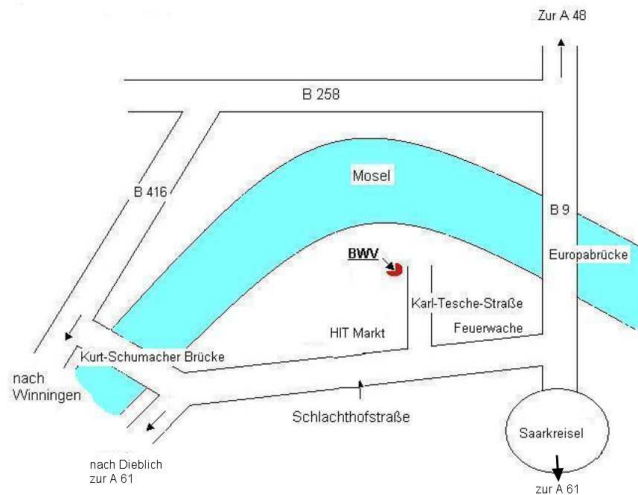 Zur A 48
B 258
Mosel
B 416
B 9
BWV
Europabrücke
Karl-Tesche-Straße
HIT Markt
Feuerwache
Kurt-Schumacher Brücke
nach
Winningen
Schlachthofstraße
Saarkreisel
nach Dieblich
zur A 61
zur A 61